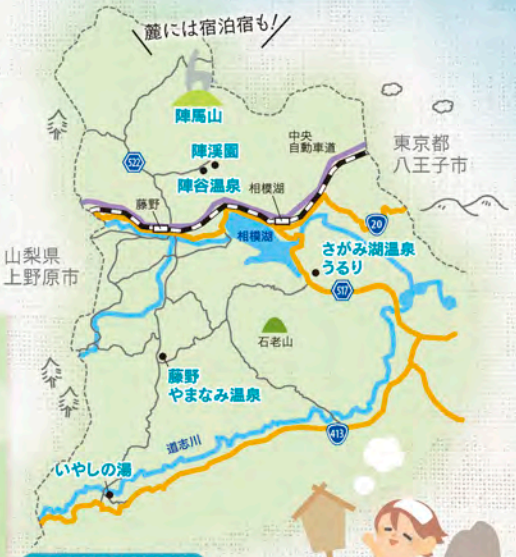 麓には宿泊宿も!
陣馬山
中央
自動車道
東京都
八王子市
522
陣渓園
陣谷温泉
相模湖
藤野
20
山梨県
上野原市
相模湖
さがみ湖温泉
うるり
517
石老山
藤野
やまなみ温泉
道志川
413
いやしの湯